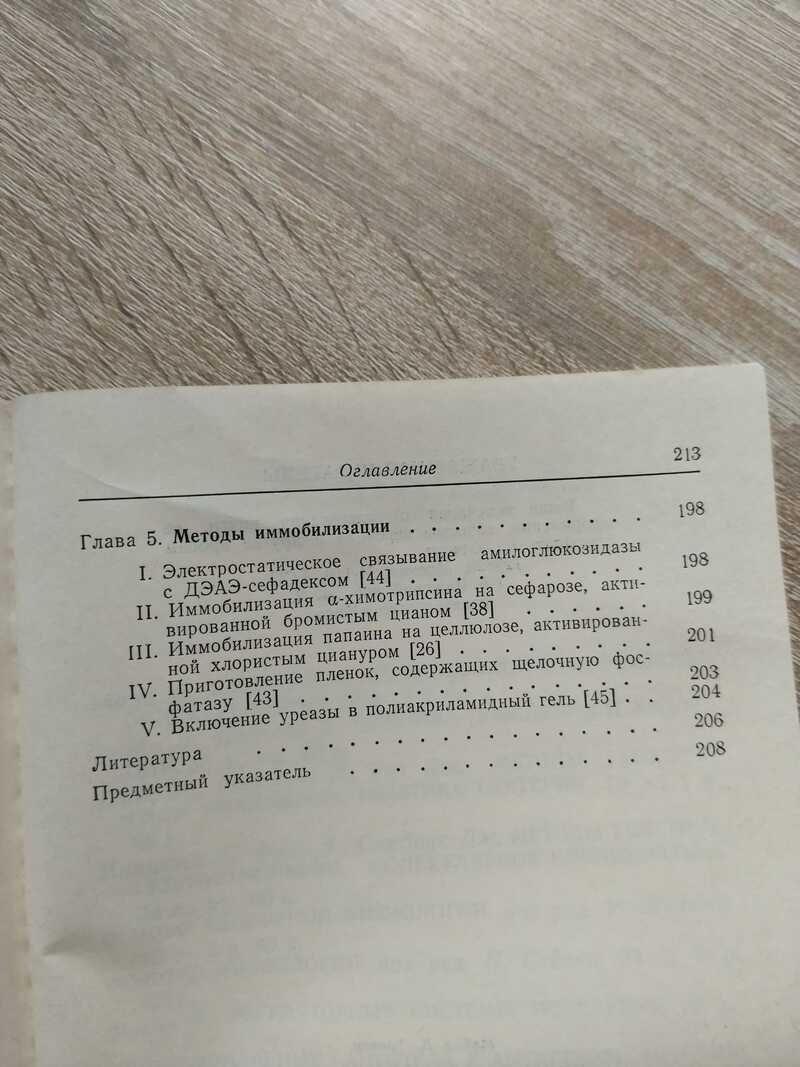 Оглавление 213
Глава 5. Методы иммобилизации . . . . . . . . . . . 198
I. Электростатическое связывание амилоглюкозидазы
с ДЭАЭ-сефадексом [44] . . . . . . . . . . . 198
II. Иммобилизация α-химотрипсина на сефарозе, акти-
вированной бромистым цианом [38] . . . . . . 199
III. Иммобилизация папаина на целлюлозе, активирован-
ной хлористым циануром [26] . . . . . . . . . 201
IV. Приготовление пленок, содержащих щелочную фос-
фатазу [43] . . . . . . . . . . . . . . . . 203
V. Включение уреазы в полиакриламидный гель [45] . . 204
Литература . . . . . . . . . . . . . . . . . . 206
Предметный указатель . . . . . . . . . . . . . . 208